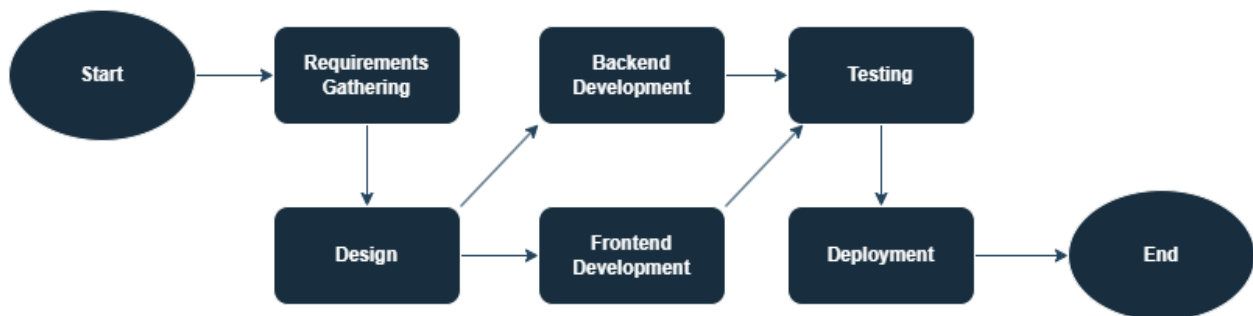 Start
Requirements
Gathering
Backend
Development
Testing
Design
Frontend
Development
Deployment
End